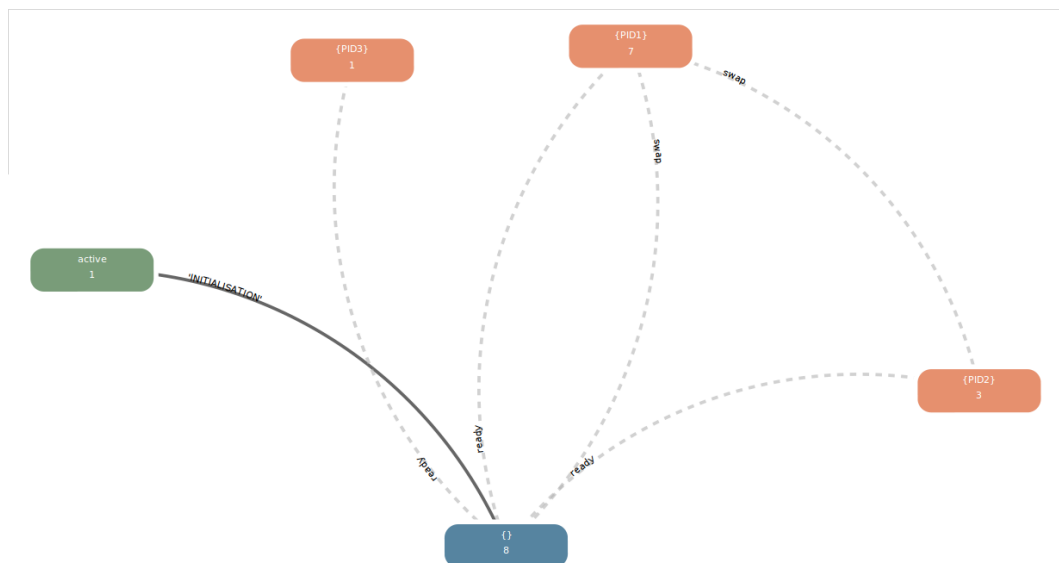 {PID3}
1
{PID1}
7
swap
swap
active
1
'INITIALISATION'
{PID2}
3
ready
ready
ready
{}
8